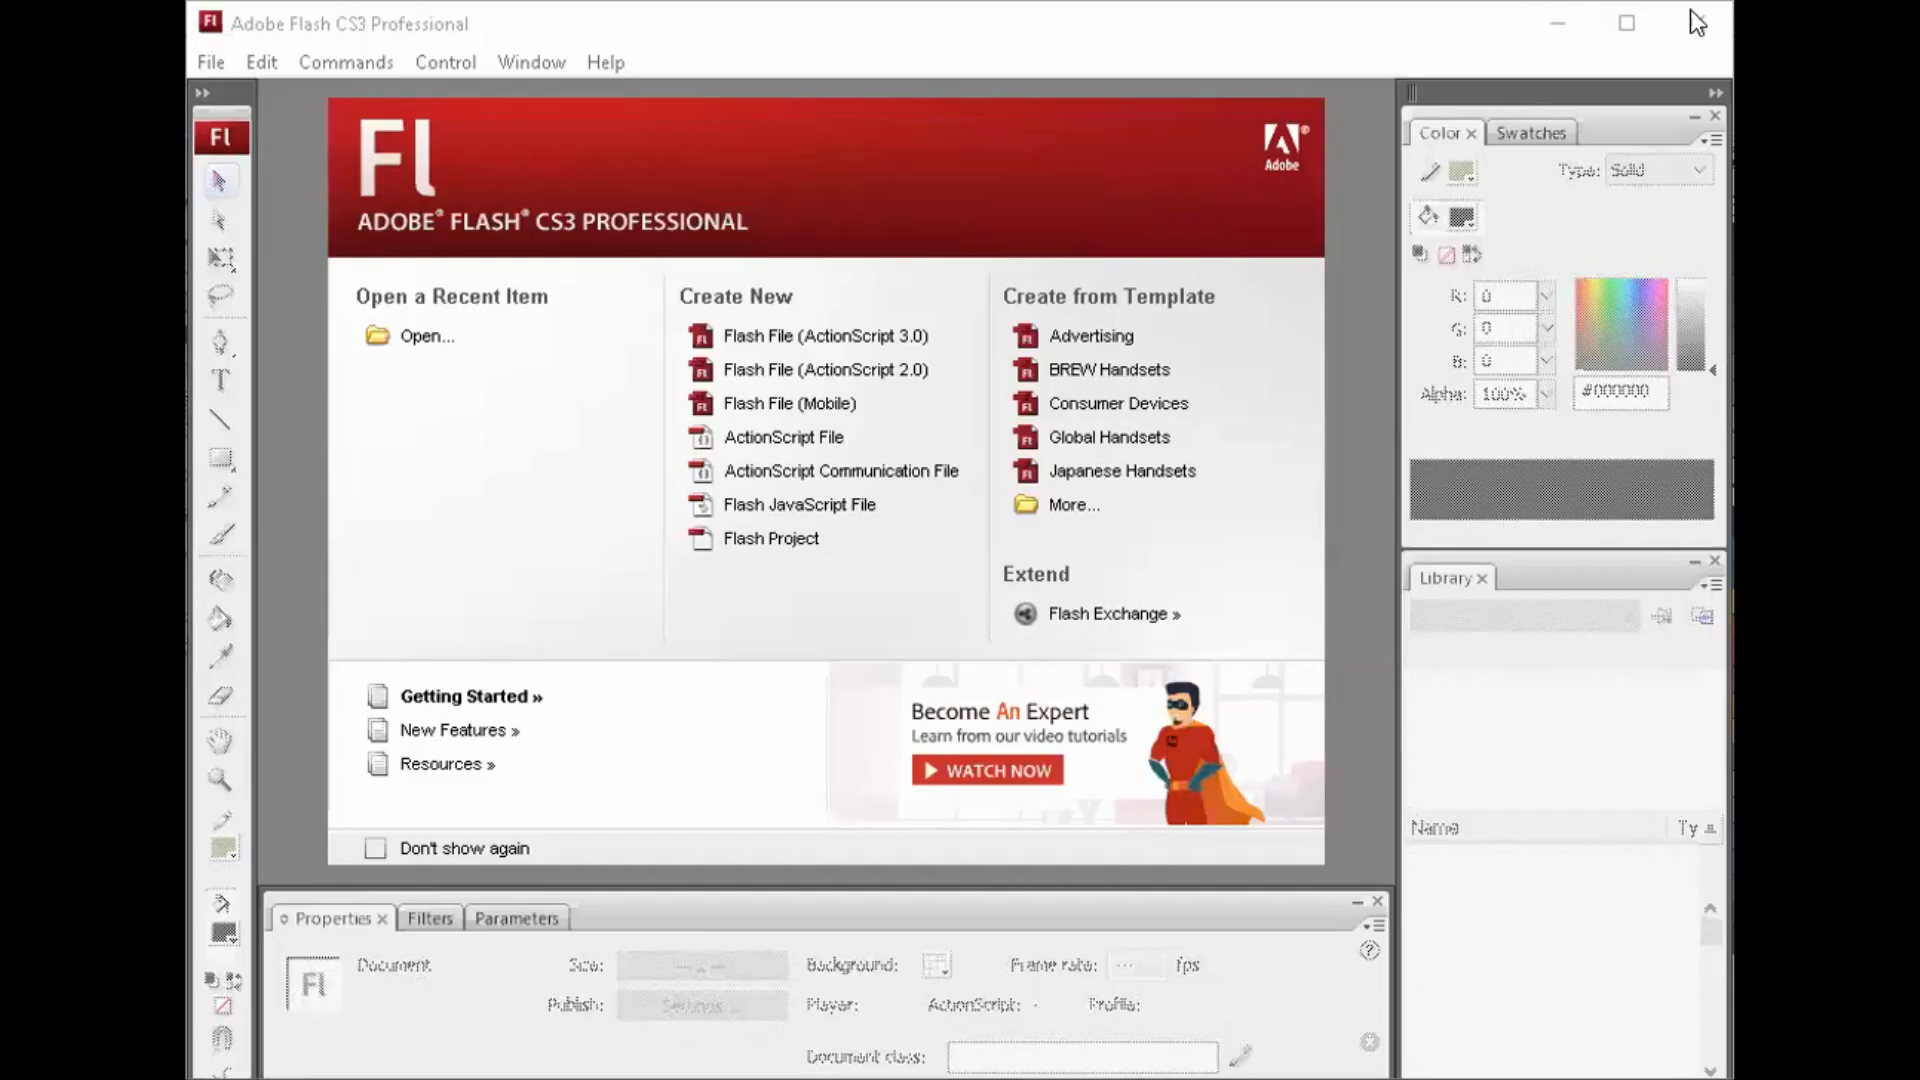 Fl Adobe Flash CS3 Professional
File Edit Commands Control Window Help
Fl
Fl
ADOBE® FLASH® CS3 PROFESSIONAL
Adobe
Open a Recent Item
Open...
Create New
Flash File (ActionScript 3.0)
Flash File (ActionScript 2.0)
Flash File (Mobile)
ActionScript File
ActionScript Communication File
Flash JavaScript File
Flash Project
Create from Template
Advertising
BREW Handsets
Consumer Devices
Global Handsets
Japanese Handsets
More...
Extend
Flash Exchange »
Getting Started »
New Features »
Resources »
Become An Expert
Learn from our video tutorials
WATCH NOW
Don't show again
Color Swatches
Type: Solid
R: 0
G: 0
B: 0
Alpha: 100% #000000
Library
Name Ty
Properties Filters Parameters
Fl
Document Size: Background: Frame rate: ... fps
Publish: Settings... Player: ActionScript: Profile:
Document class: